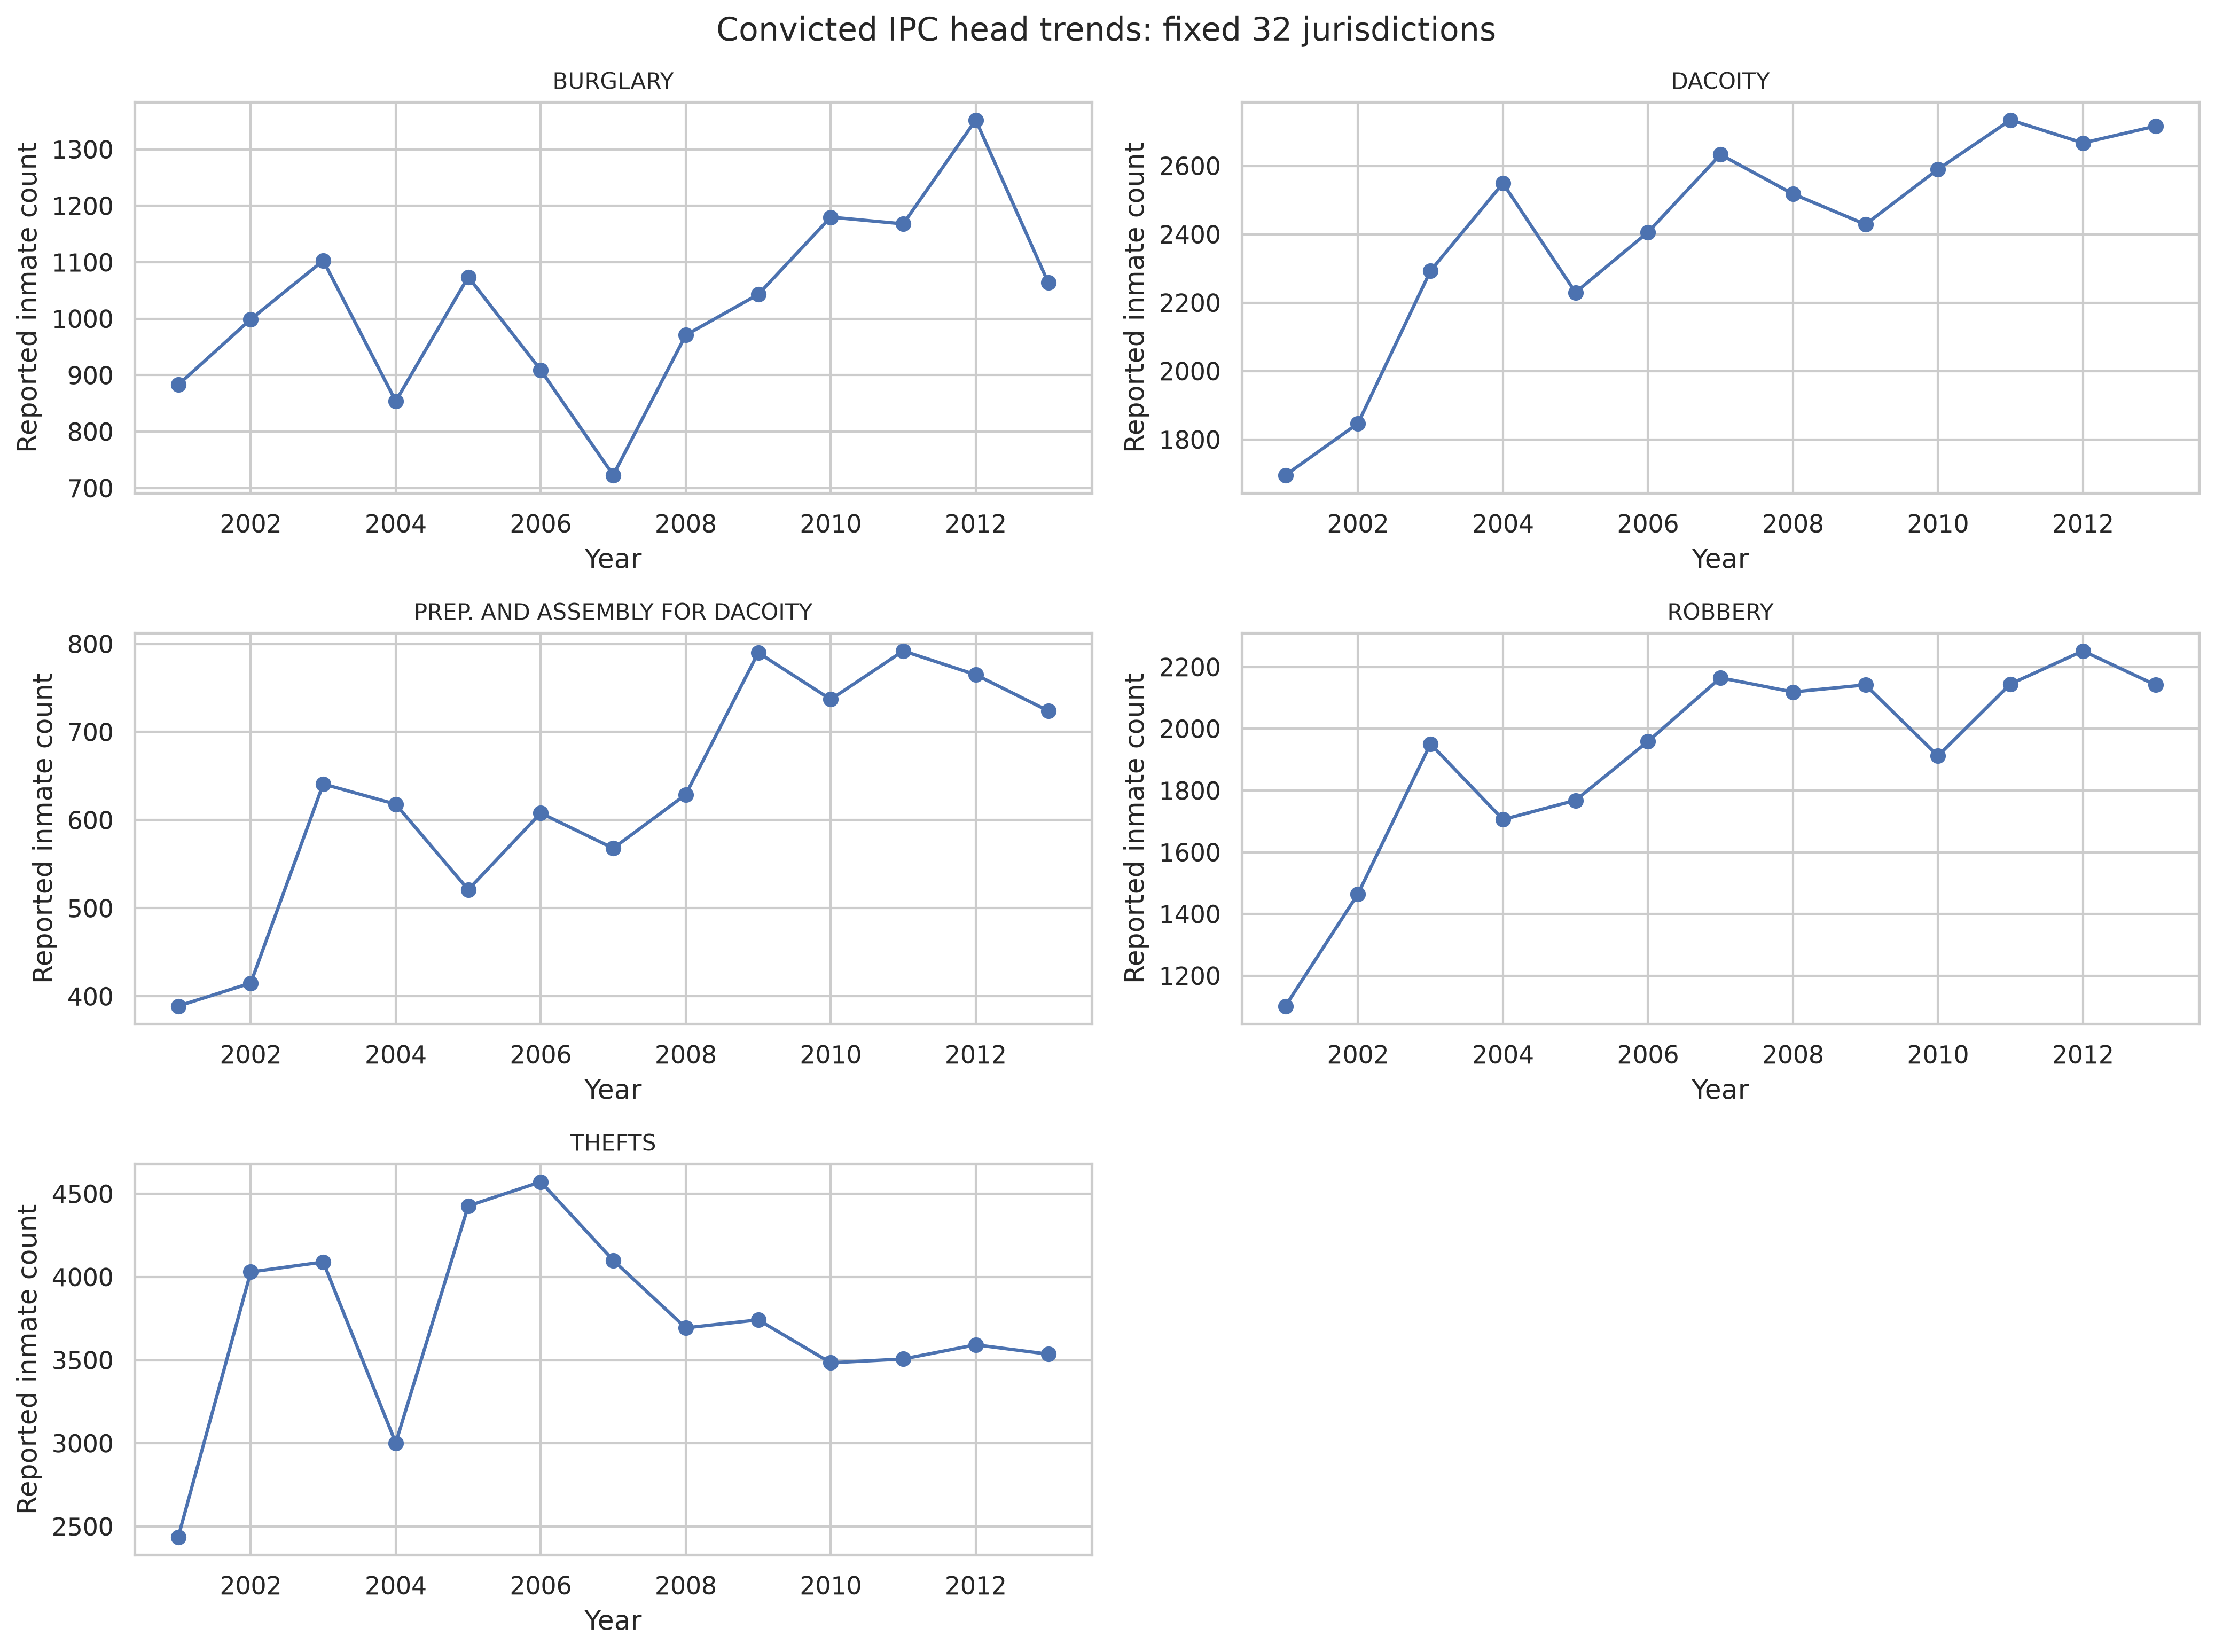 Convicted IPC head trends: fixed 32 jurisdictions
BURGLARY
Reported inmate count
1300
1200
1100
1000
900
800
700
2002 2004 2006 2008 2010 2012
Year
DACOITY
Reported inmate count
2600
2400
2200
2000
1800
2002 2004 2006 2008 2010 2012
Year
PREP. AND ASSEMBLY FOR DACOITY
Reported inmate count
800
700
600
500
400
2002 2004 2006 2008 2010 2012
Year
ROBBERY
Reported inmate count
2200
2000
1800
1600
1400
1200
2002 2004 2006 2008 2010 2012
Year
THEFTS
Reported inmate count
4500
4000
3500
3000
2500
2002 2004 2006 2008 2010 2012
Year